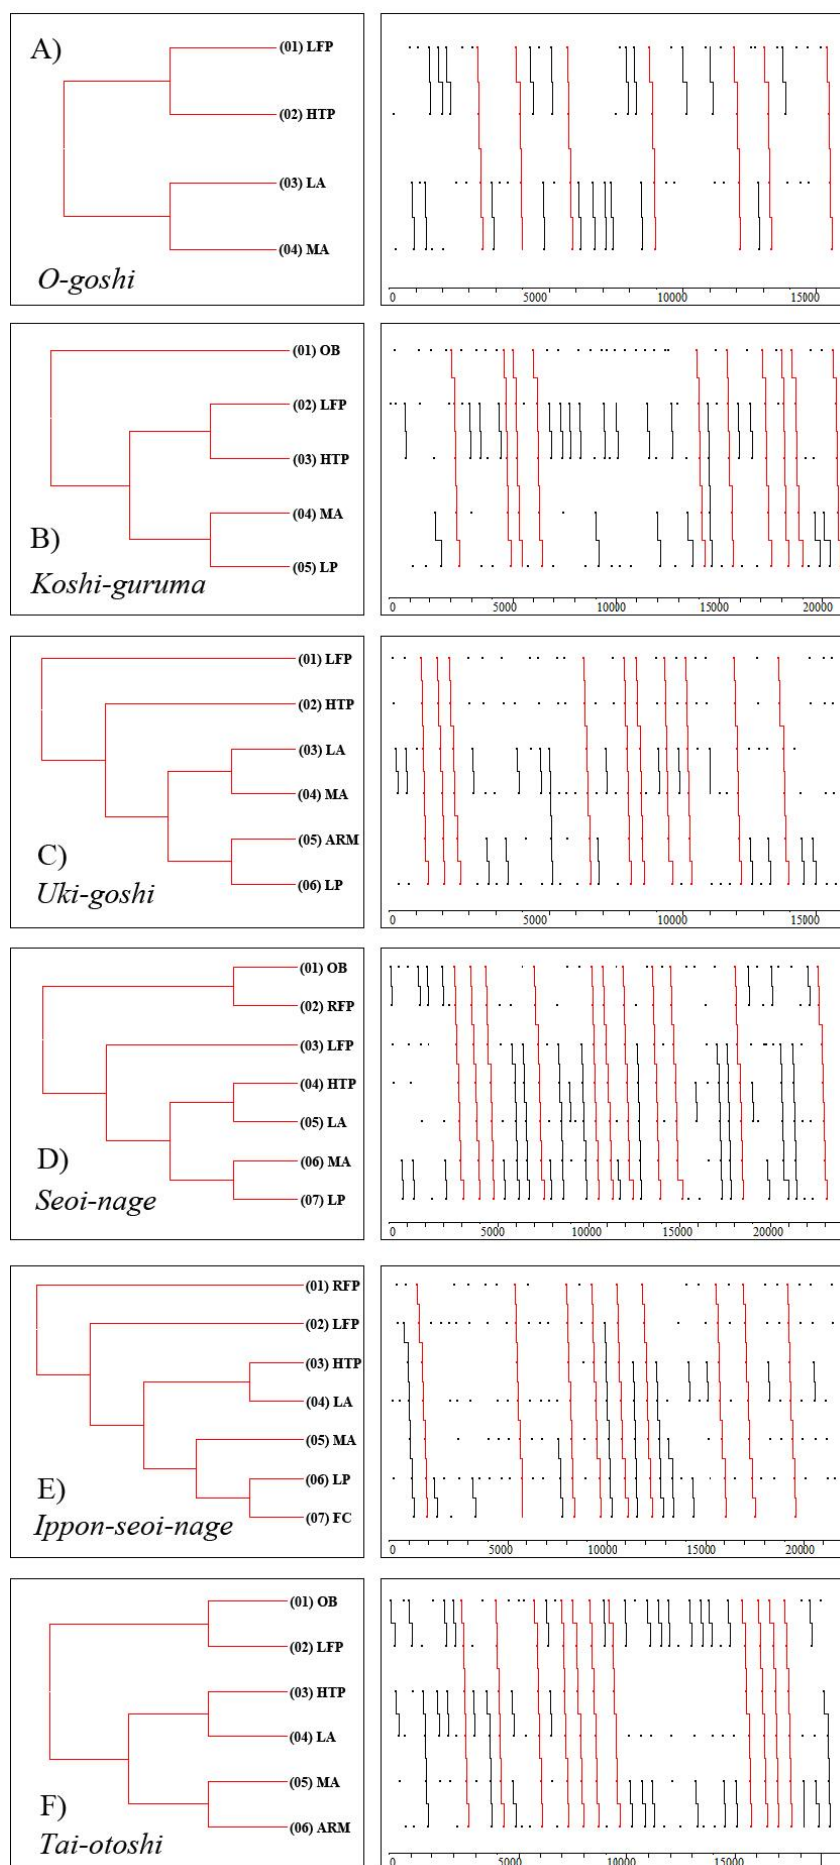 A)
(01) LFP
(02) HTP
(03) LA
(04) MA
O-goshi
0 5000 10000 15000
(01) OB
(02) LFP
(03) HTP
(04) MA
B)
(05) LP
Koshi-guruma
0 5000 10000 15000 20000
(01) LFP
(02) HTP
(03) LA
(04) MA
(05) ARM
C)
(06) LP
Uki-goshi
0 5000 10000 15000
(01) OB
(02) RFP
(03) LFP
(04) HTP
(05) LA
D)
(06) MA
(07) LP
Seoi-nage
0 5000 10000 15000 20000
(01) RFP
(02) LFP
(03) HTP
(04) LA
(05) MA
(06) LP
E)
(07) FC
Ippon-seoi-nage
0 5000 10000 15000 20000
(01) OB
(02) LFP
(03) HTP
(04) LA
(05) MA
F)
(06) ARM
Tai-otoshi
0 5000 10000 15000